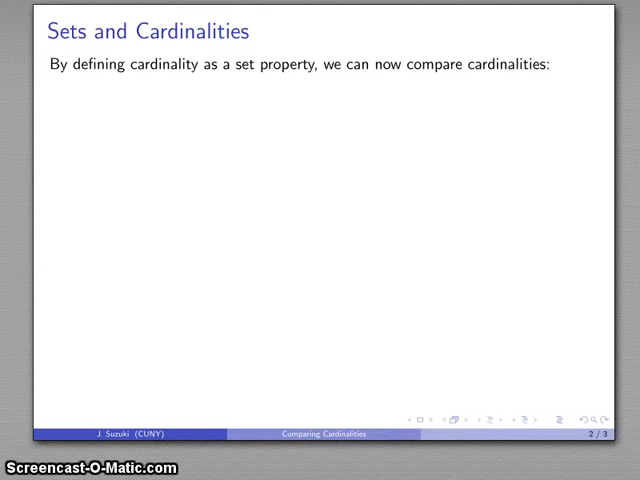 Sets and Cardinalities
By defining cardinality as a set property, we can now compare cardinalities:
J. Suzuki (CUNY)
Comparing Cardinalities
2 / 3
Screencast-O-Matic.com